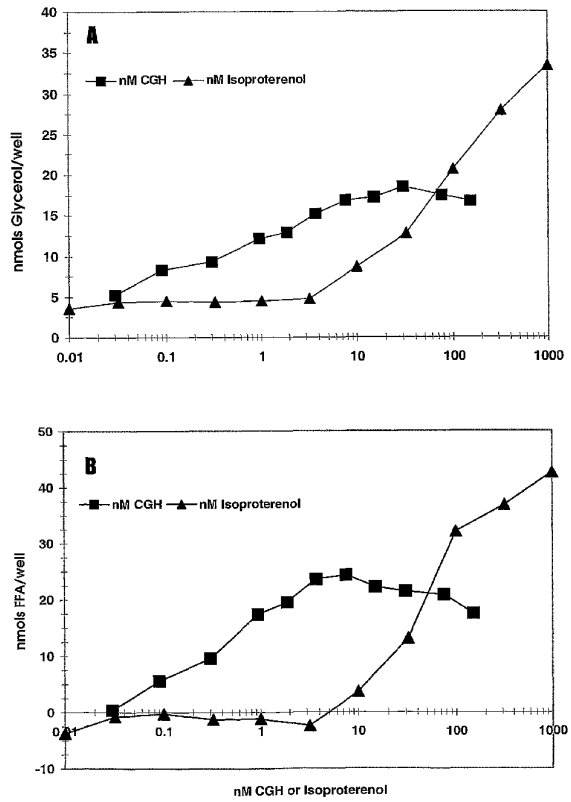 A
nM CGH nM Isoproterenol
40
35
30
25
20
15
10
5
0
nmols Glycerol/well
0.01 0.1 1 10 100 1000
B
nM CGH nM Isoproterenol
50
40
30
20
10
0
-10
nmols FFA/well
0.01 0.1 1 10 100 1000
nM CGH or Isoproterenol